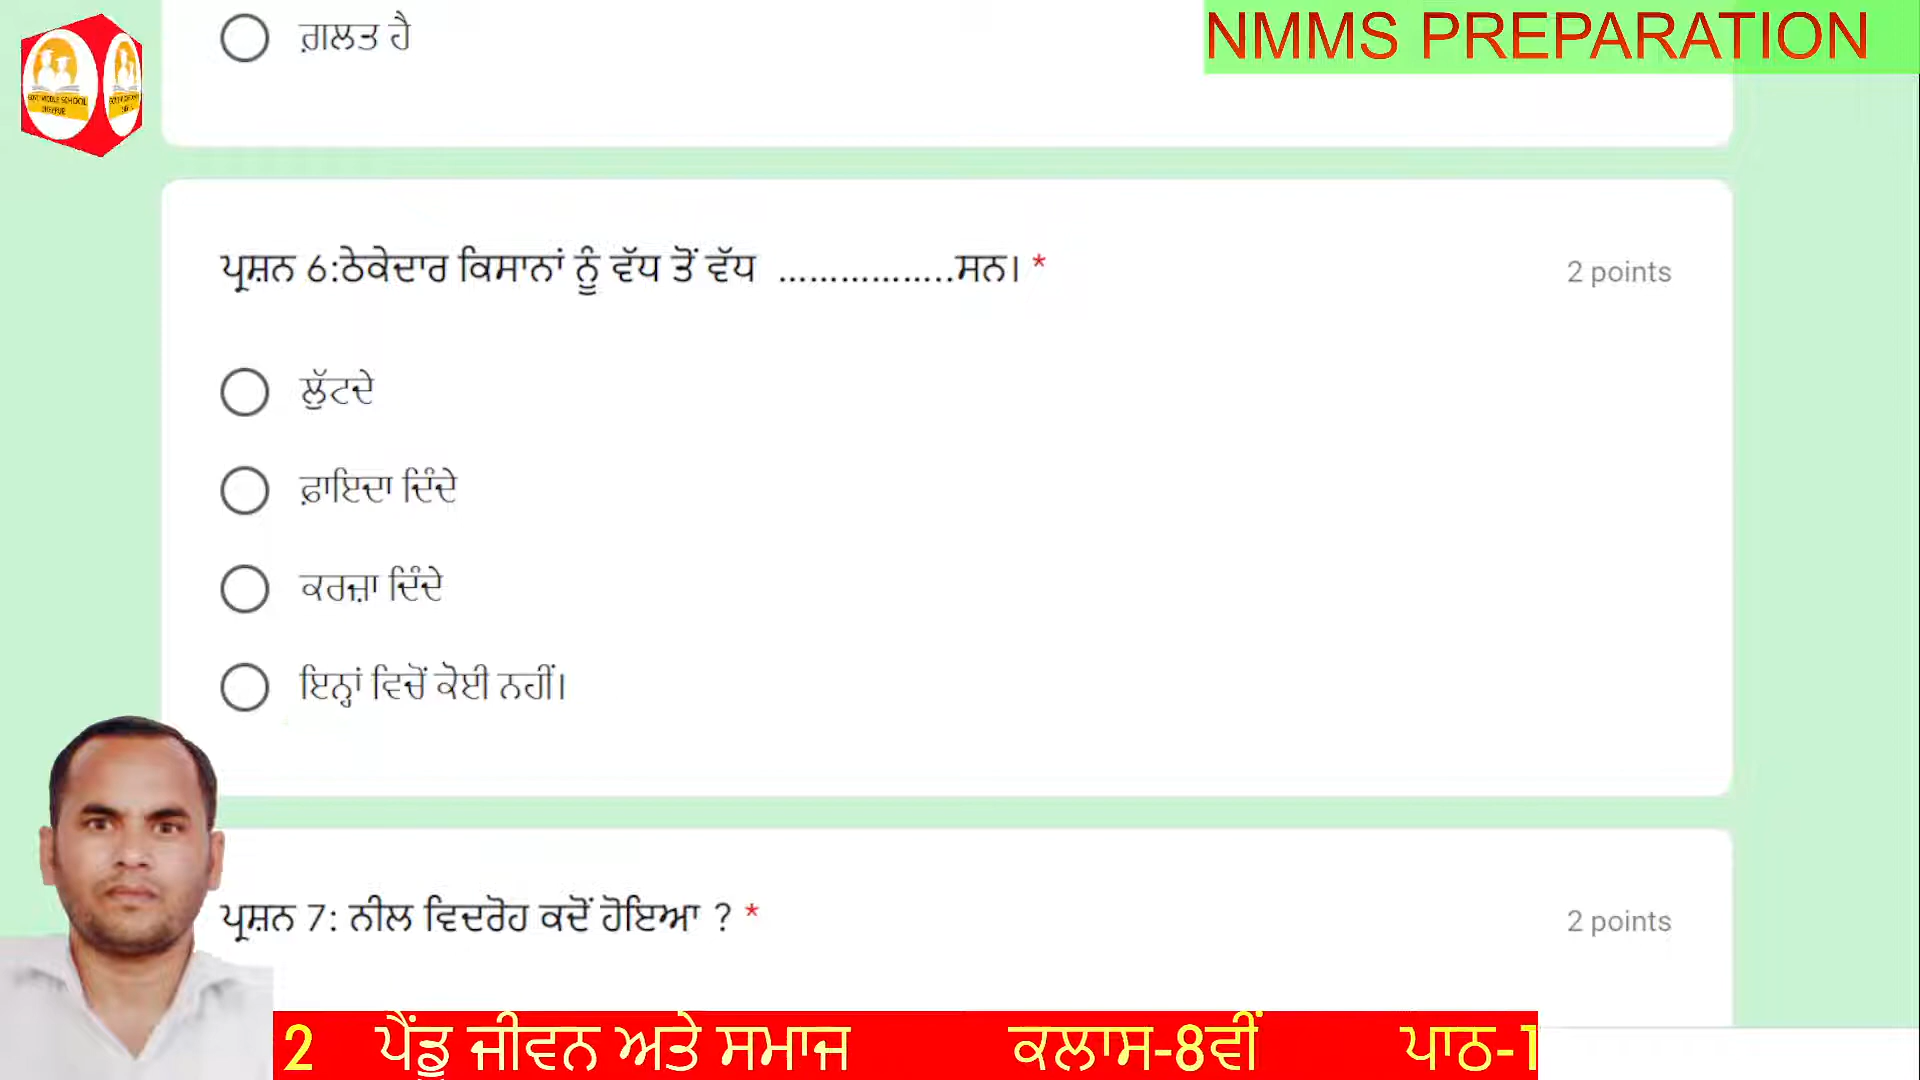 ਗ਼ਲਤ ਹੈ
NMMS PREPARATION
ਪ੍ਰਸ਼ਨ 6:ਠੇਕੇਦਾਰ ਕਿਸਾਨਾਂ ਨੂੰ ਵੱਧ ਤੋਂ ਵੱਧ .................ਸਨ। *
2 points
ਲੁੱਟਦੇ
ਫ਼ਾਇਦਾ ਦਿੰਦੇ
ਕਰਜ਼ਾ ਦਿੰਦੇ
ਇਨ੍ਹਾਂ ਵਿਚੋਂ ਕੋਈ ਨਹੀਂ।
ਪ੍ਰਸ਼ਨ 7: ਨੀਲ ਵਿਦਰੋਹ ਕਦੋਂ ਹੋਇਆ ? *
2 points
2 ਪੈਂਡੂ ਜੀਵਨ ਅਤੇ ਸਮਾਜ ਕਲਾਸ-8ਵੀਂ ਪਾਠ-1